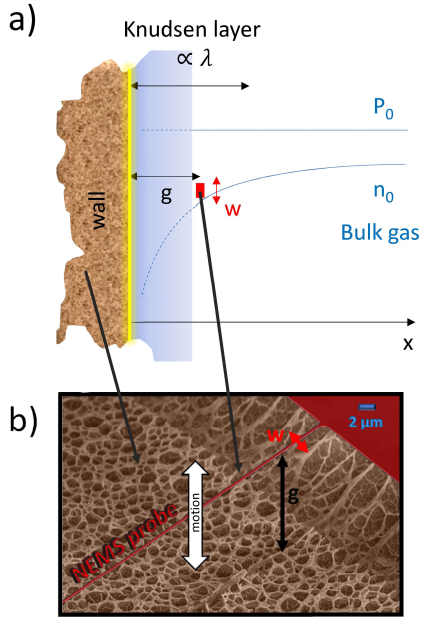 a)
Knudsen layer
∝ λ
P₀
g
w
n₀
wall
Bulk gas
x
b)
2 µm
w
g
motion
NEMS probe